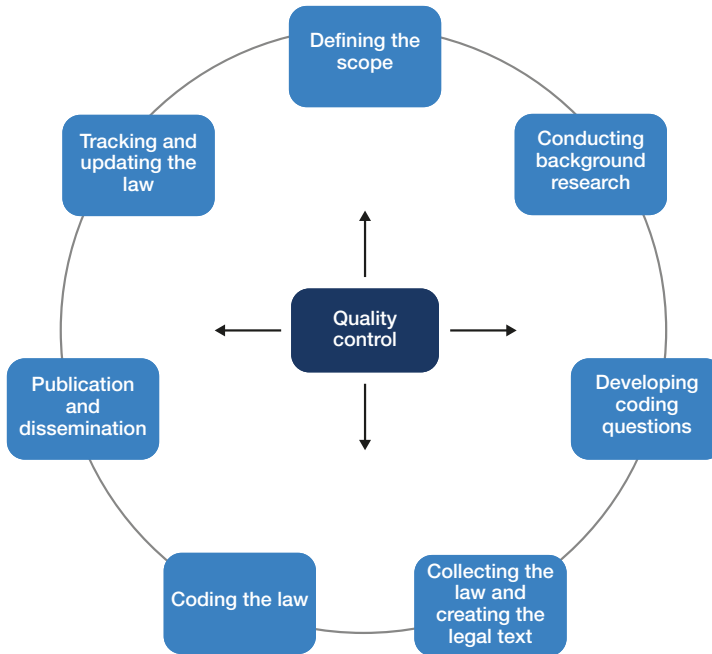 Defining the
scope
Conducting
background
research
Developing
coding
questions
Collecting the
law and
creating the
legal text
Coding the law
Publication
and
dissemination
Tracking and
updating the
law
Quality
control